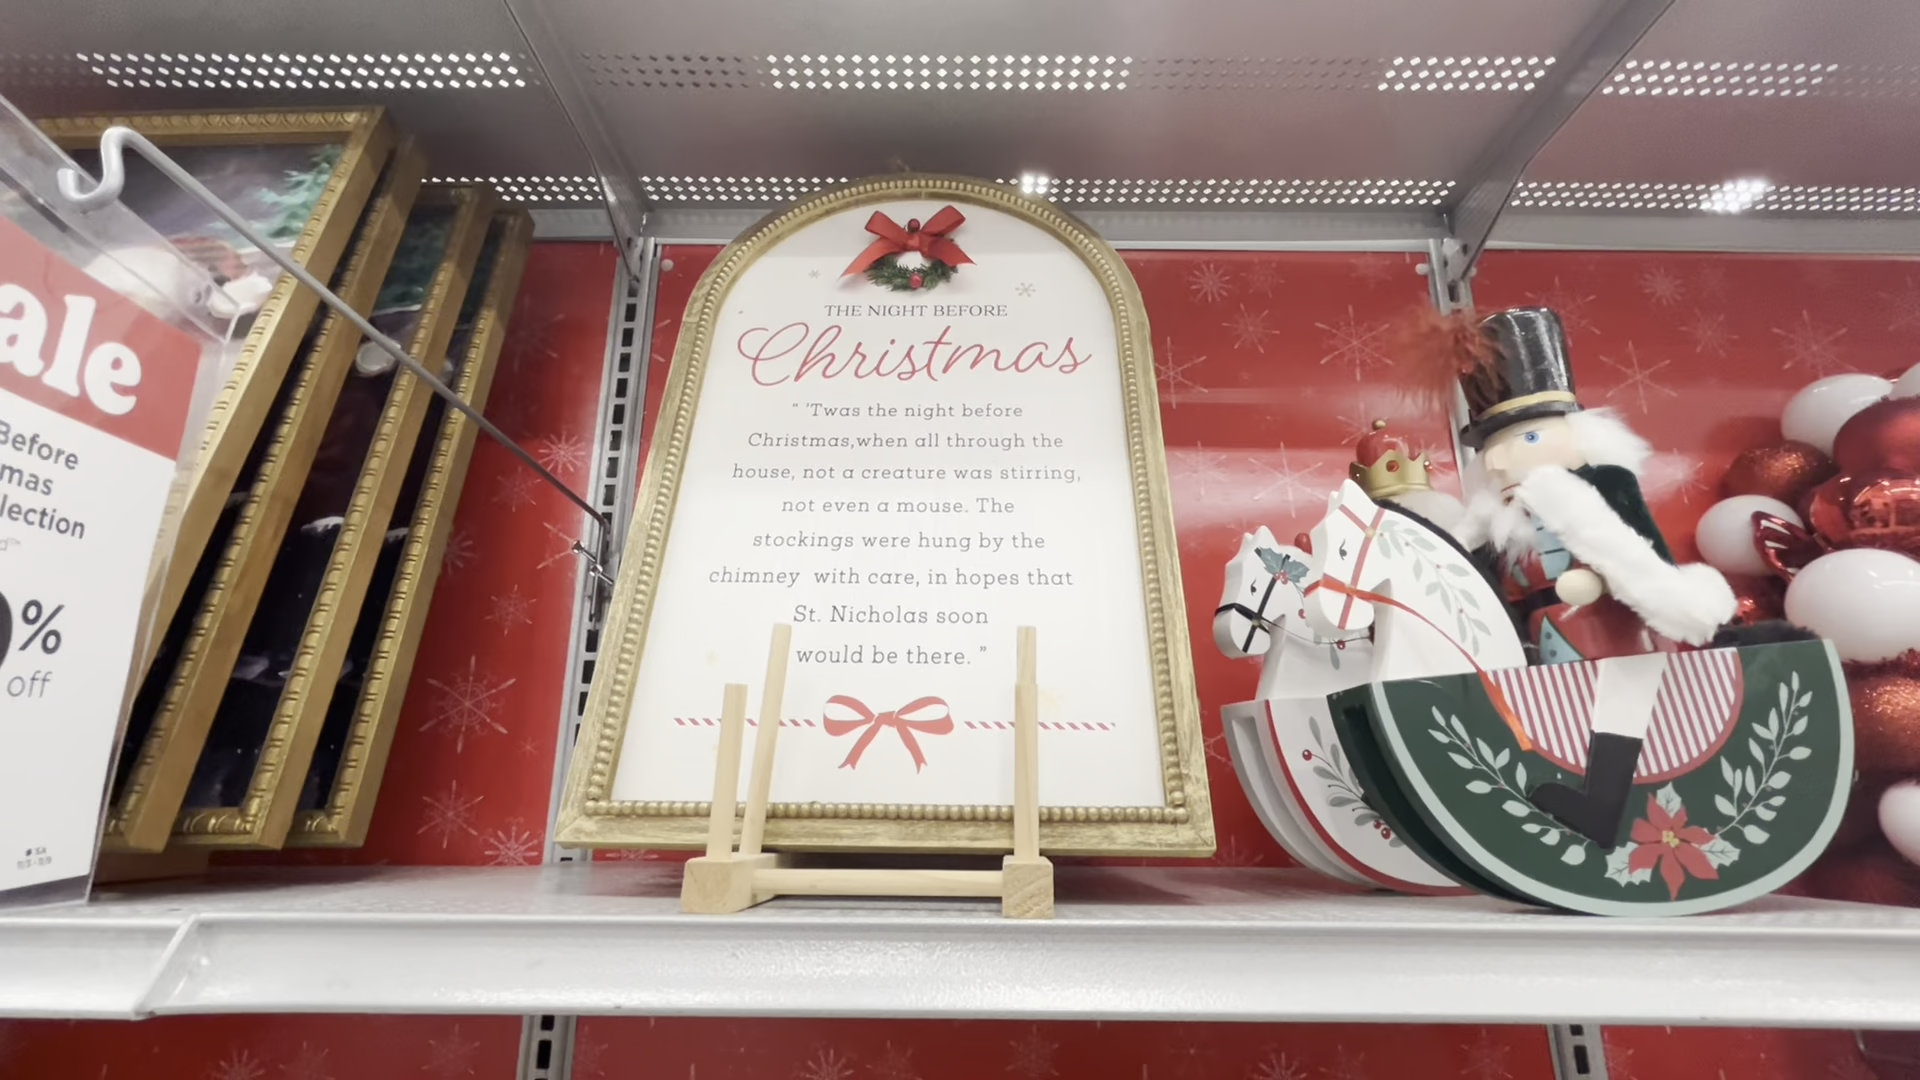 ale
Before
mas
lection
%
off
THE NIGHT BEFORE
Christmas
“ 'Twas the night before
Christmas,when all through the
house, not a creature was stirring,
not even a mouse. The
stockings were hung by the
chimney with care, in hopes that
St. Nicholas soon
would be there. ”